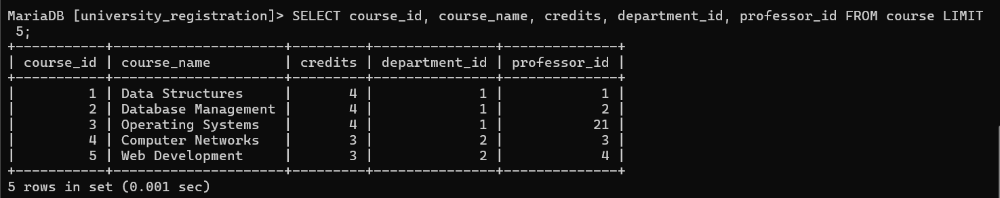 MariaDB [university_registration]> SELECT course_id, course_name, credits, department_id, professor_id FROM course LIMIT
 5;
+-----------+---------------------+---------+---------------+--------------+
| course_id | course_name         | credits | department_id | professor_id |
+-----------+---------------------+---------+---------------+--------------+
|         1 | Data Structures     |       4 |             1 |            1 |
|         2 | Database Management |       4 |             1 |            2 |
|         3 | Operating Systems   |       4 |             1 |           21 |
|         4 | Computer Networks   |       3 |             2 |            3 |
|         5 | Web Development     |       3 |             2 |            4 |
+-----------+---------------------+---------+---------------+--------------+
5 rows in set (0.001 sec)